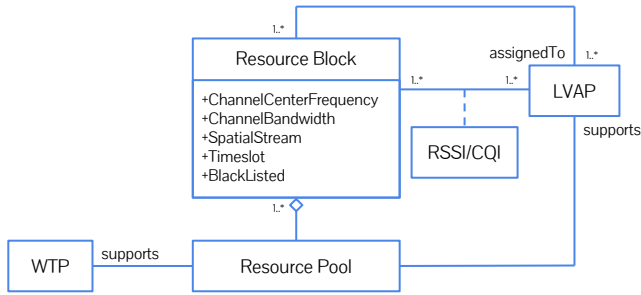 1..*
Resource Block
assignedTo
1..*
1..*
1..*
LVAP
+ChannelCenterFrequency
+ChannelBandwidth
+SpatialStream
+Timeslot
+BlackListed
RSSI/CQI
supports
1..*
WTP
supports
Resource Pool